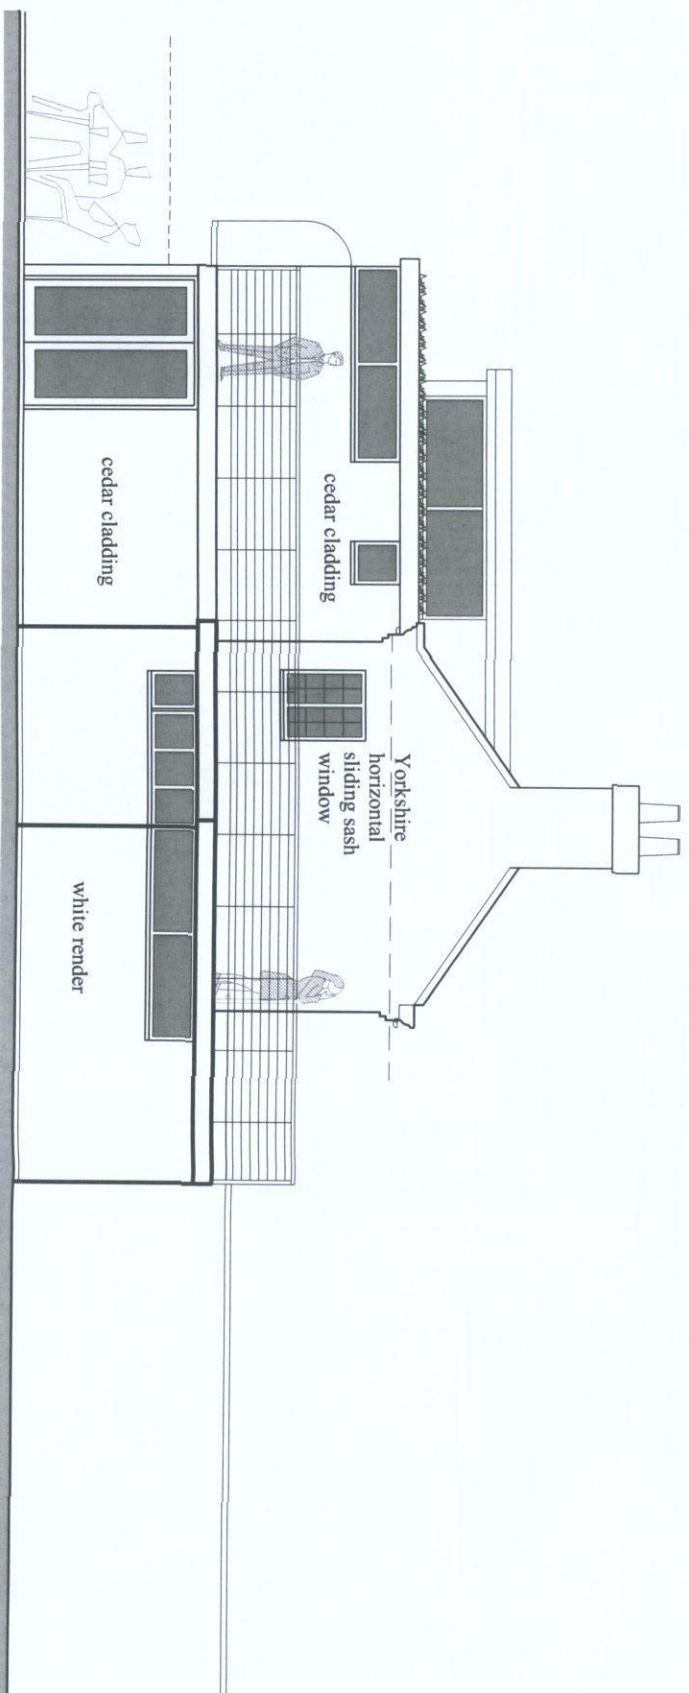 cedar cladding
Yorkshire
horizontal
sliding sash
window
cedar cladding
white render